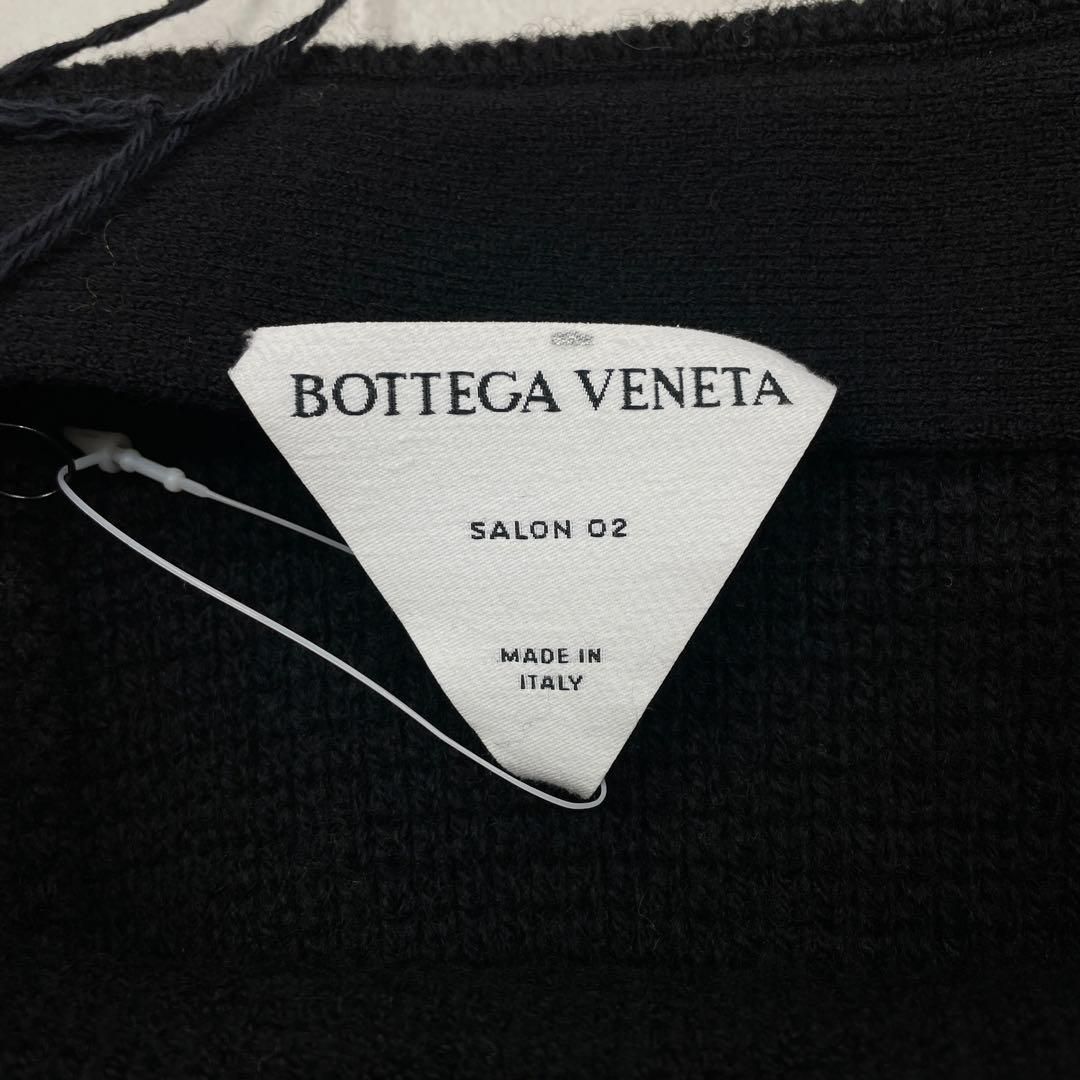 BOTTEGA VENETA
SALON 02
MADE IN
ITALY